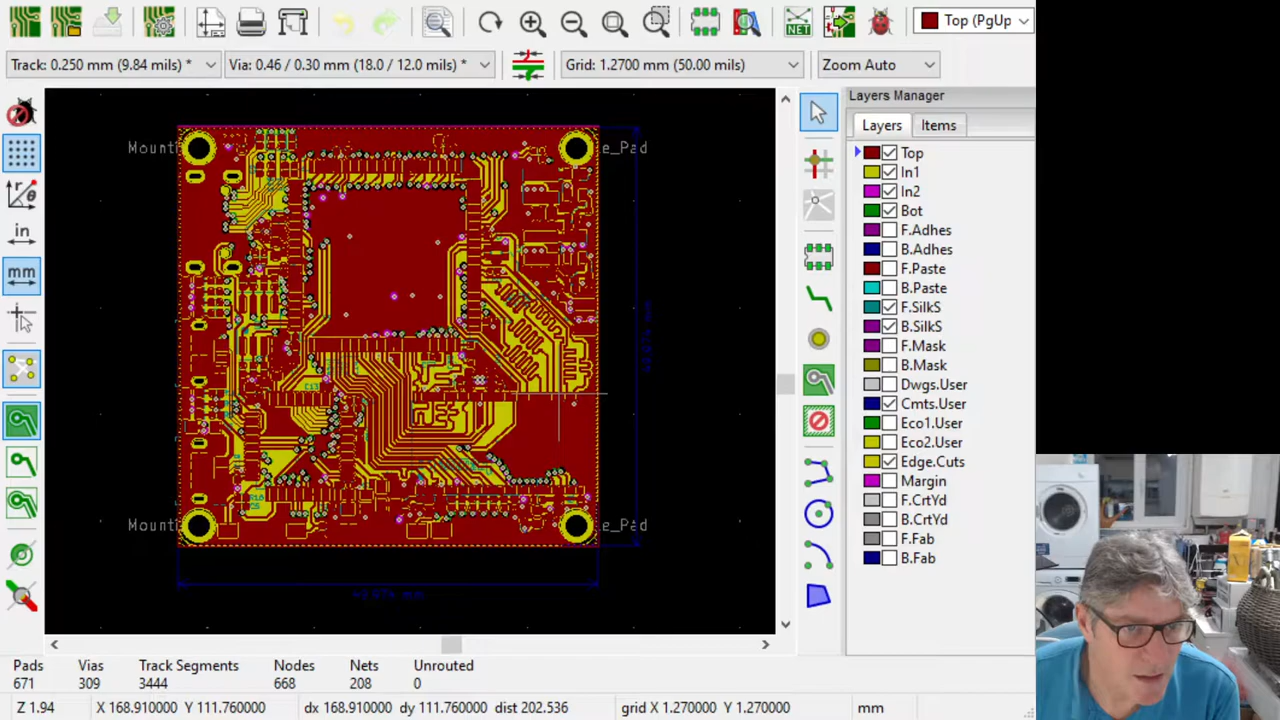 Top (PgUp
Track: 0.250 mm (9.84 mils) *
Via: 0.46 / 0.30 mm (18.0 / 12.0 mils) *
Grid: 1.2700 mm (50.00 mils)
Zoom Auto
NET
Layers Manager
Layers
Items
in
mm
Mount
e_Pad
Top
In1
In2
Bot
F.Adhes
B.Adhes
F.Paste
B.Paste
F.SilkS
B.SilkS
F.Mask
B.Mask
Dwgs.User
Cmts.User
Eco1.User
Eco2.User
Edge.Cuts
Margin
F.CrtYd
B.CrtYd
F.Fab
B.Fab
Mount
e_Pad
Pads
Vias
Track Segments
Nodes
Nets
Unrouted
671
309
3444
668
208
0
Z 1.94
X 168.910000 Y 111.760000
dx 168.910000 dy 111.760000 dist 202.536
grid X 1.270000 Y 1.270000
mm